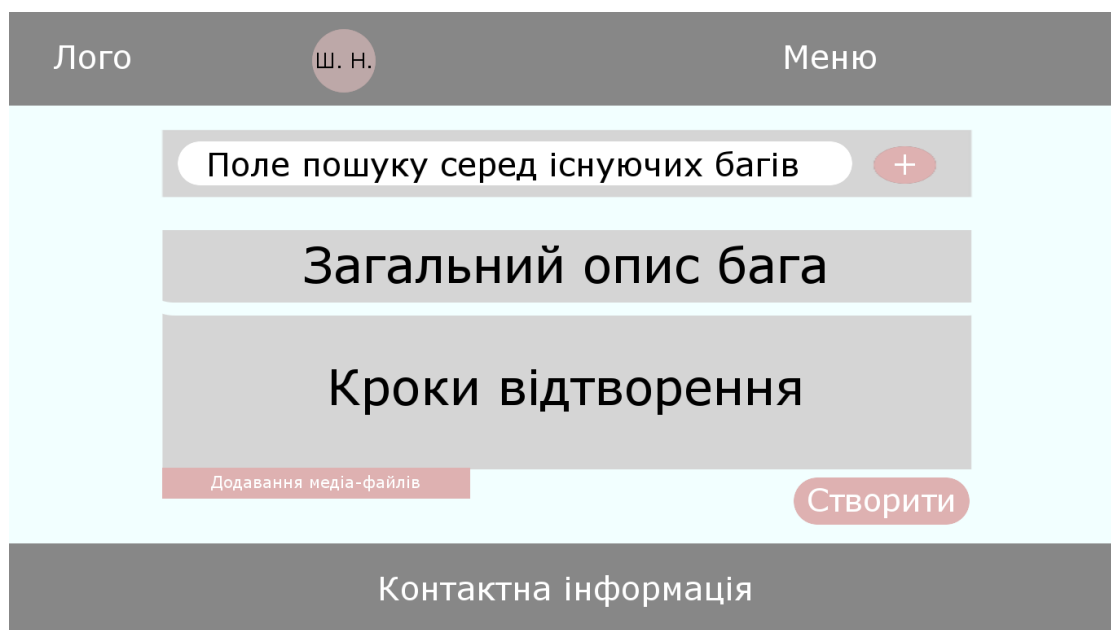 Лого
Ш. Н.
Меню
Поле пошуку серед існуючих багів
+
Загальний опис бага
Кроки відтворення
Додавання медіа-файлів
Створити
Контактна інформація